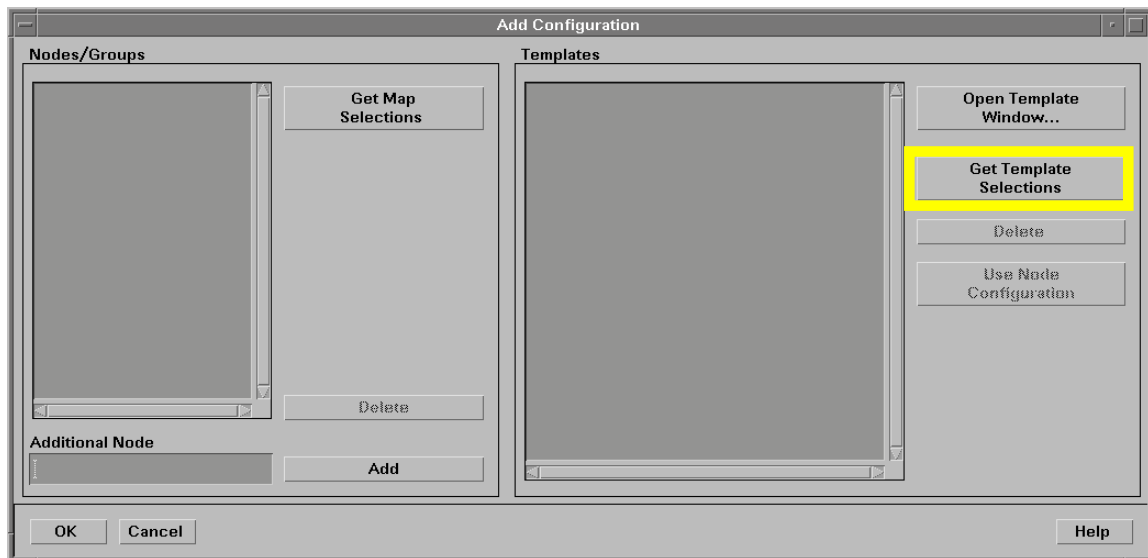 Add Configuration
Nodes/Groups
Get Map
Selections
Delete
Additional Node
Add
Templates
Open Template
Window...
Get Template
Selections
Delete
Use Node
Configuration
OK
Cancel
Help